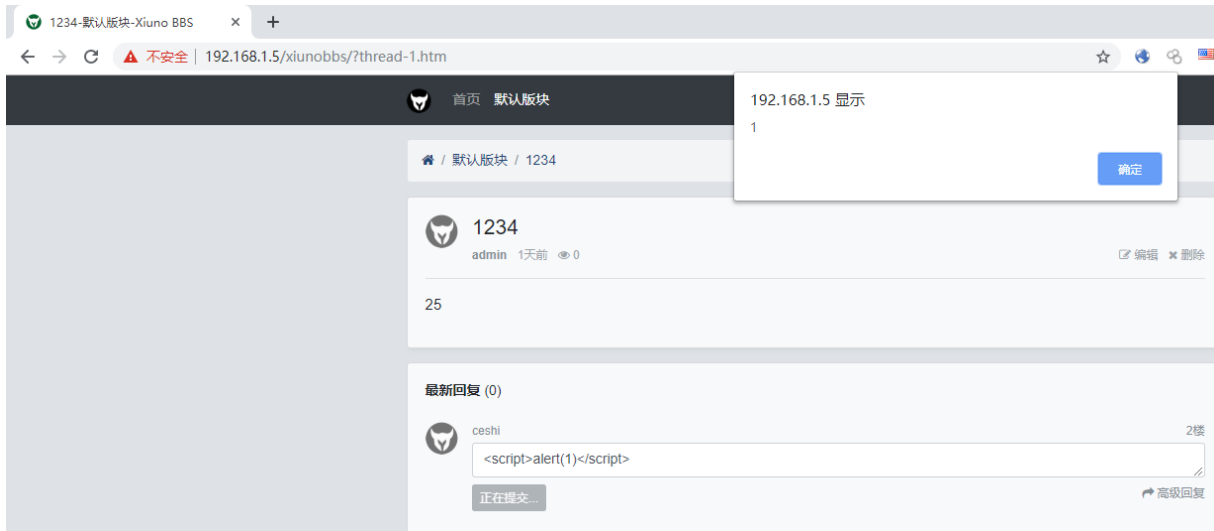 1234-默认版块-Xiuno BBS
不安全 | 192.168.1.5/xiunobbs/?thread-1.htm
首页 默认版块
192.168.1.5 显示
1
确定
/ 默认版块 / 1234
1234
admin 1天前 0
编辑 删除
25
最新回复 (0)
ceshi 2楼
<script>alert(1)</script>
正在提交...
高级回复